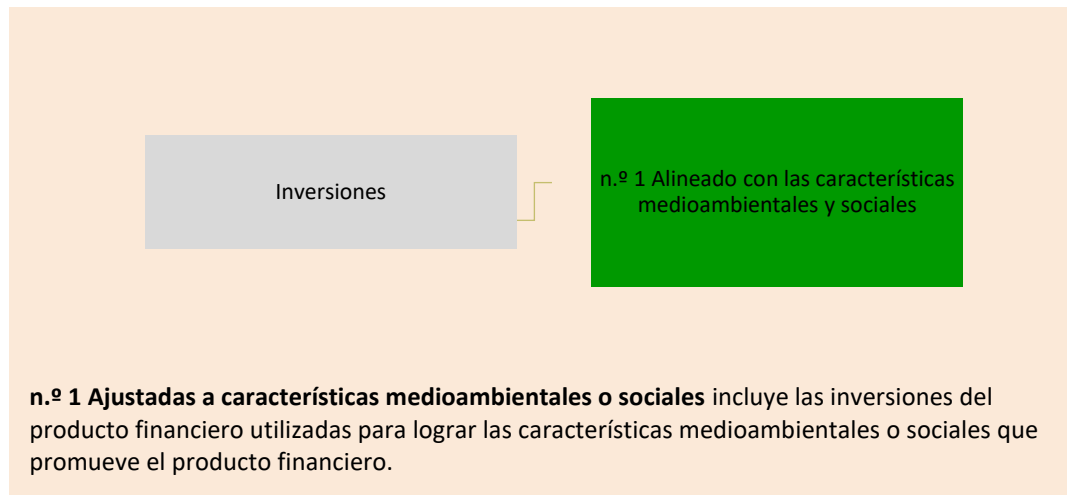 Inversiones
n.º 1 Alineado con las características
medioambientales y sociales
n.º 1 Ajustadas a características medioambientales o sociales incluye las inversiones del
producto financiero utilizadas para lograr las características medioambientales o sociales que
promueve el producto financiero.